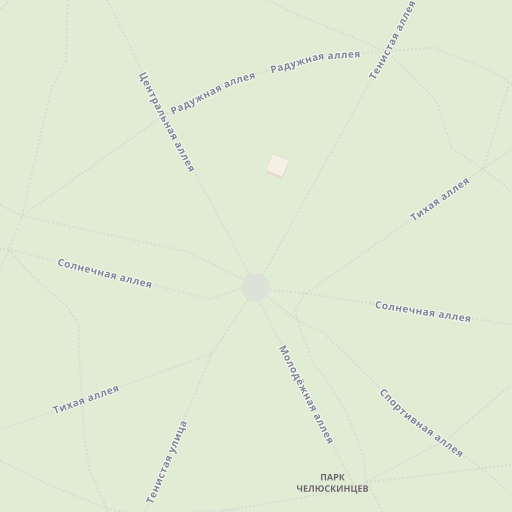 Тенистая аллея
Радужная аллея
Радужная аллея
Центральная аллея
Тихая аллея
Солнечная аллея
Солнечная аллея
Молодёжная аллея
Тихая аллея
Спортивная аллея
Тенистая улица
ПАРК
ЧЕЛЮСКИНЦЕВ